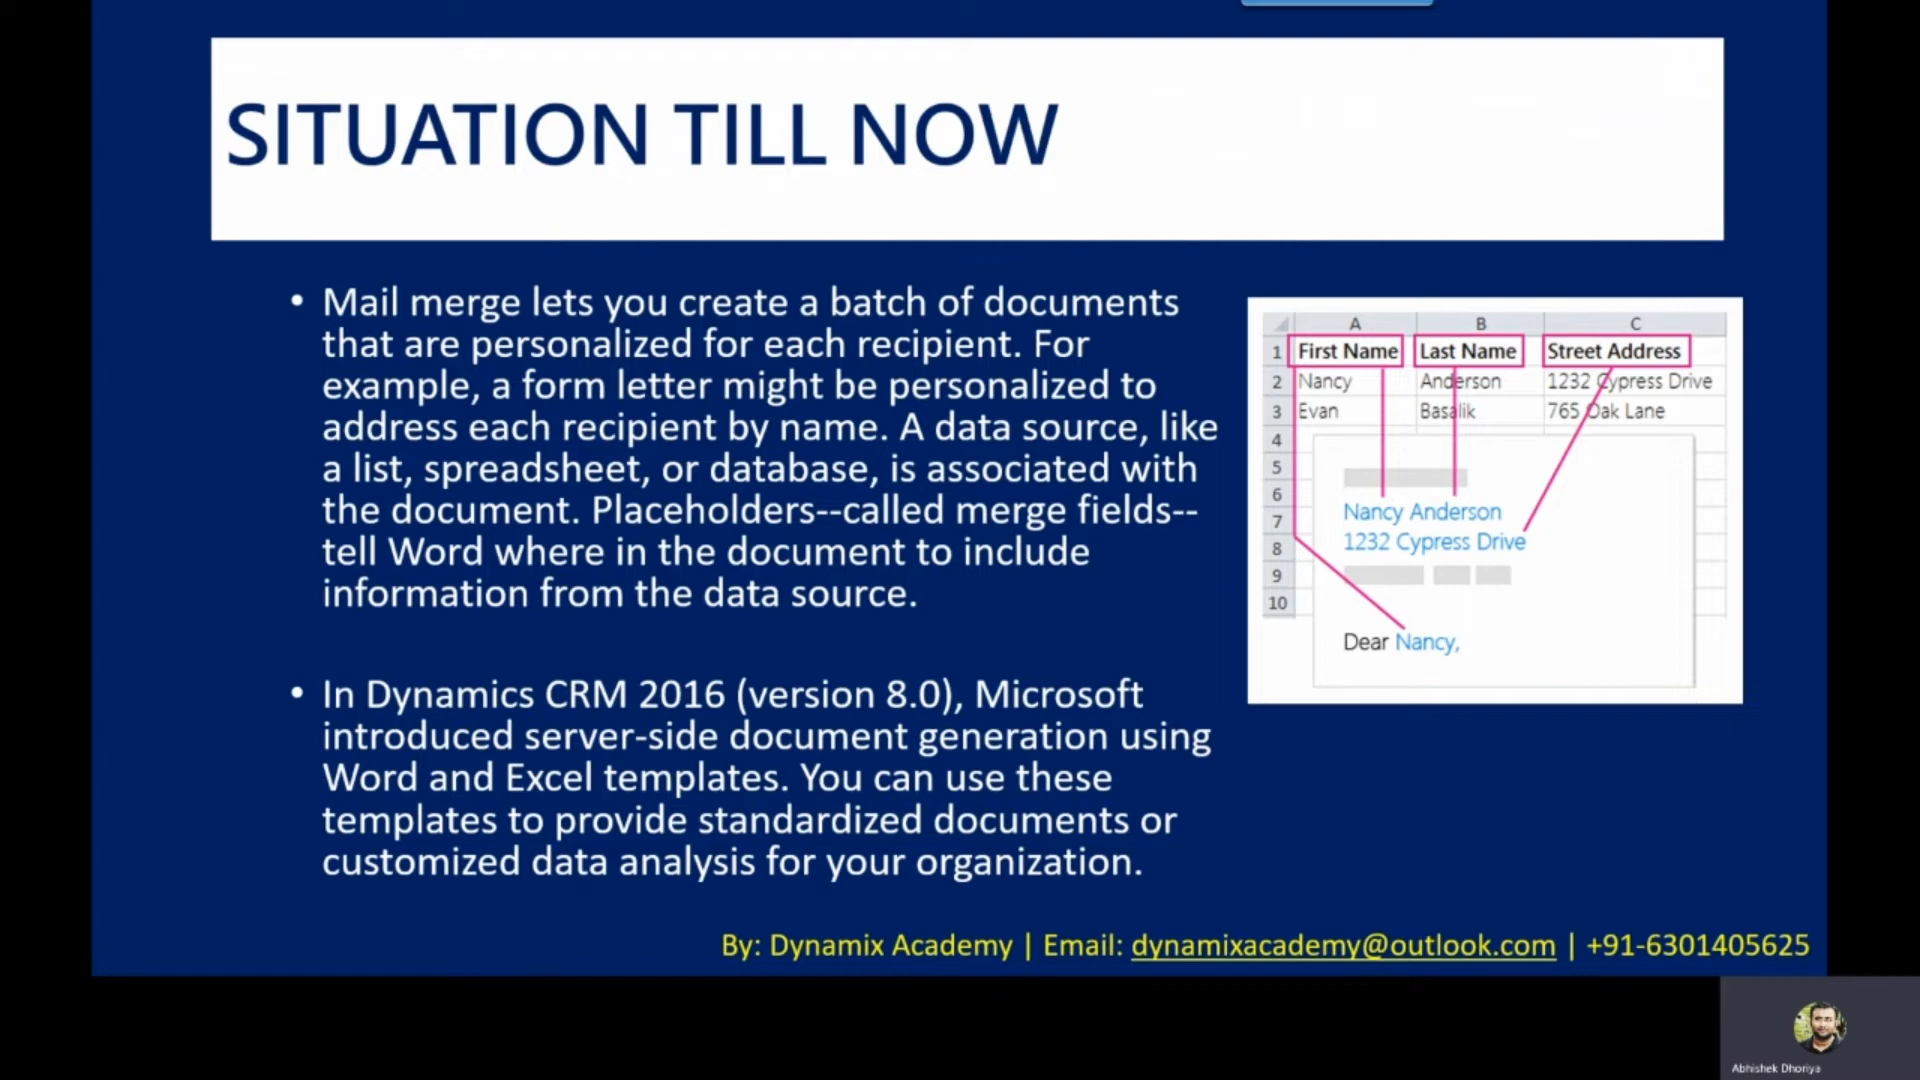 SITUATION TILL NOW
• Mail merge lets you create a batch of documents
that are personalized for each recipient. For
example, a form letter might be personalized to
address each recipient by name. A data source, like
a list, spreadsheet, or database, is associated with
the document. Placeholders--called merge fields--
tell Word where in the document to include
information from the data source.
• In Dynamics CRM 2016 (version 8.0), Microsoft
introduced server-side document generation using
Word and Excel templates. You can use these
templates to provide standardized documents or
customized data analysis for your organization.
A B C
1 First Name Last Name Street Address
2 Nancy Anderson 1232 Cypress Drive
3 Evan Basalik 765 Oak Lane
4
5
6
7
8
9
10
Nancy Anderson
1232 Cypress Drive
Dear Nancy,
By: Dynamix Academy | Email: dynamixacademy@outlook.com | +91-6301405625
Abhishek Dhoriya